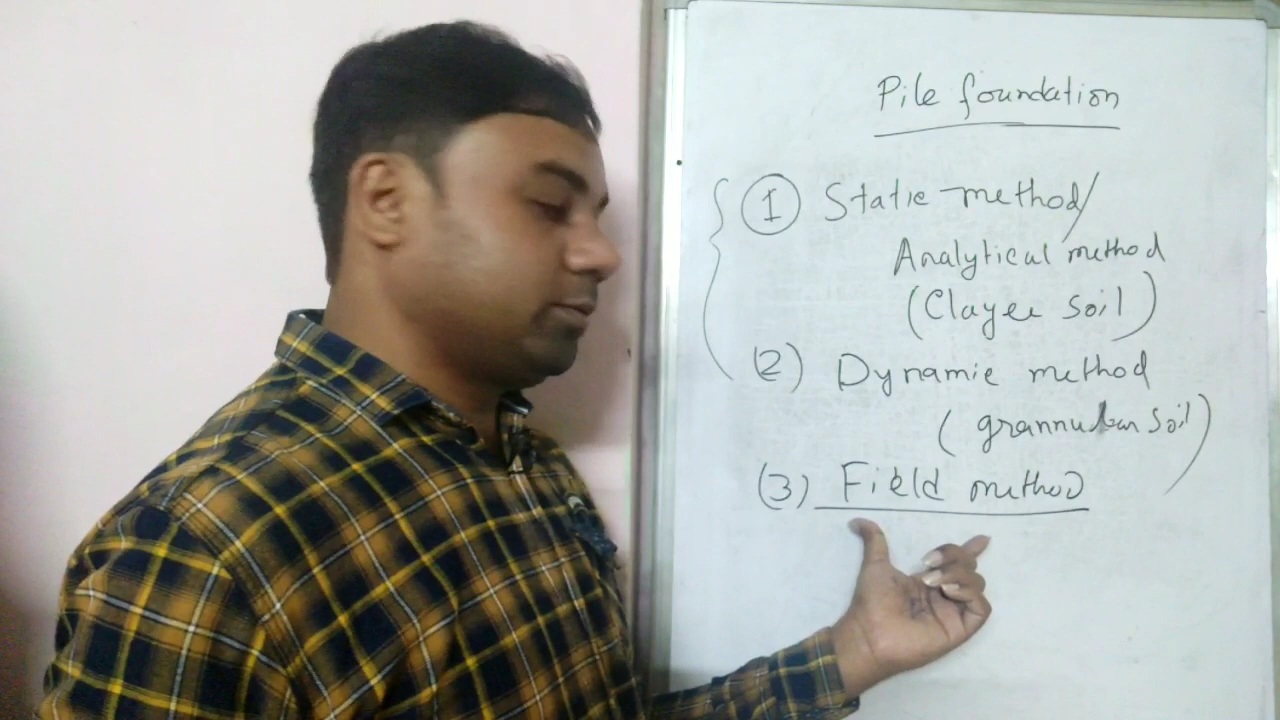 Pile foundation
(1) Static method/
Analytical method
(Clayee soil)
(2) Dynamic method
(grannular soil)
(3) Field method